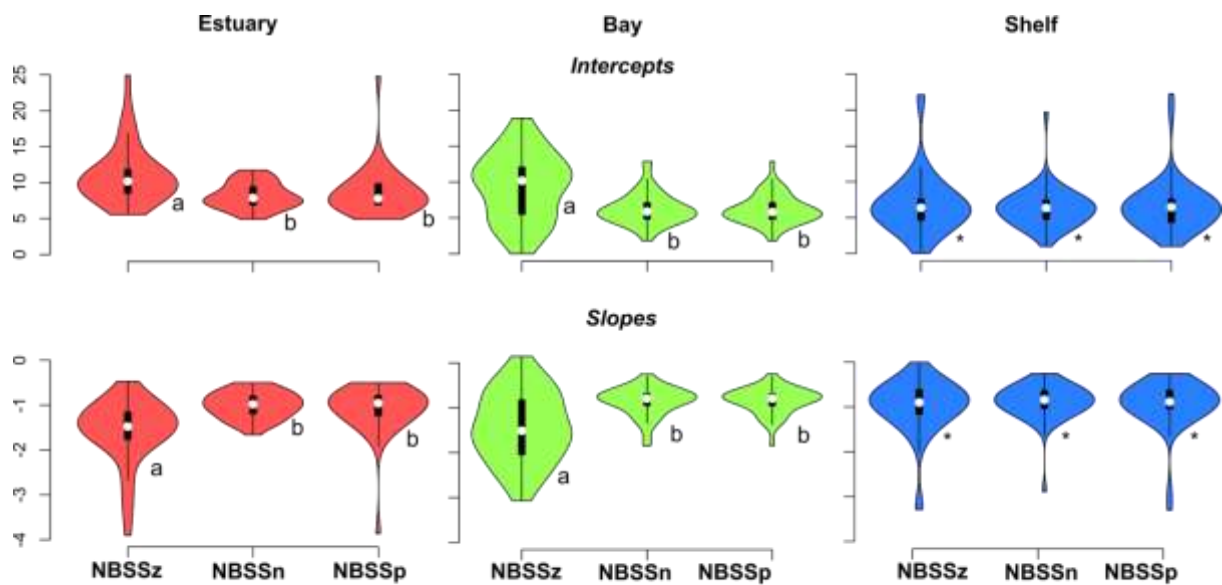 Estuary Bay Shelf
Intercepts
25
20
15
10
5
0
a b b
a b b
* * *
Slopes
0
-1
-2
-3
-4
a b b
a b b
* * *
NBSSz NBSSn NBSSp NBSSz NBSSn NBSSp NBSSz NBSSn NBSSp